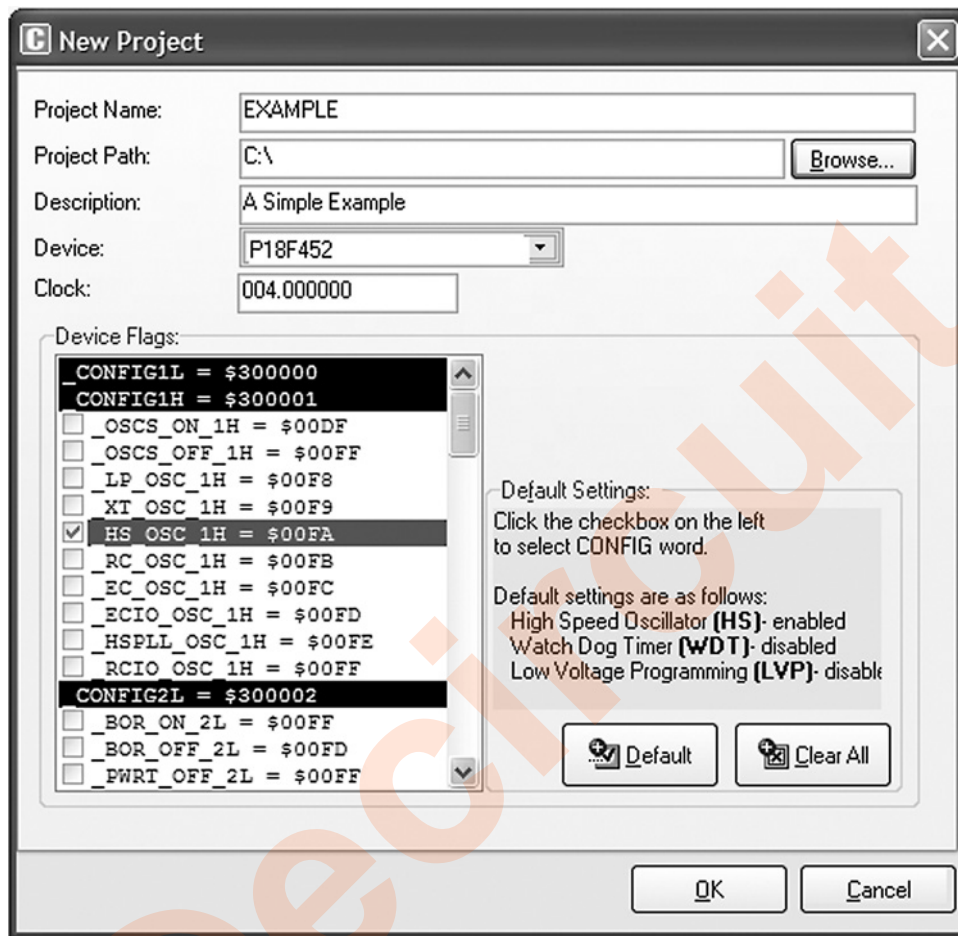 C New Project
Project Name: EXAMPLE
Project Path: C:\ Browse...
Description: A Simple Example
Device: P18F452
Clock: 004.000000
Device Flags:
_CONFIG1L = $300000
_CONFIG1H = $300001
_OSCS_ON_1H = $00DF
_OSCS_OFF_1H = $00FF
_LP_OSC_1H = $00F8
_XT_OSC_1H = $00F9
_HS_OSC_1H = $00FA
_RC_OSC_1H = $00FB
_EC_OSC_1H = $00FC
_ECIO_OSC_1H = $00FD
_HSPLL_OSC_1H = $00FE
_RCIO_OSC_1H = $00FF
_CONFIG2L = $300002
_BOR_ON_2L = $00FF
_BOR_OFF_2L = $00FD
_PWRT_OFF_2L = $00FF
Default Settings:
Click the checkbox on the left
to select CONFIG word.
Default settings are as follows:
High Speed Oscillator (HS)- enabled
Watch Dog Timer (WDT)- disabled
Low Voltage Programming (LVP)- disable
Default Clear All
OK Cancel
ecircuit